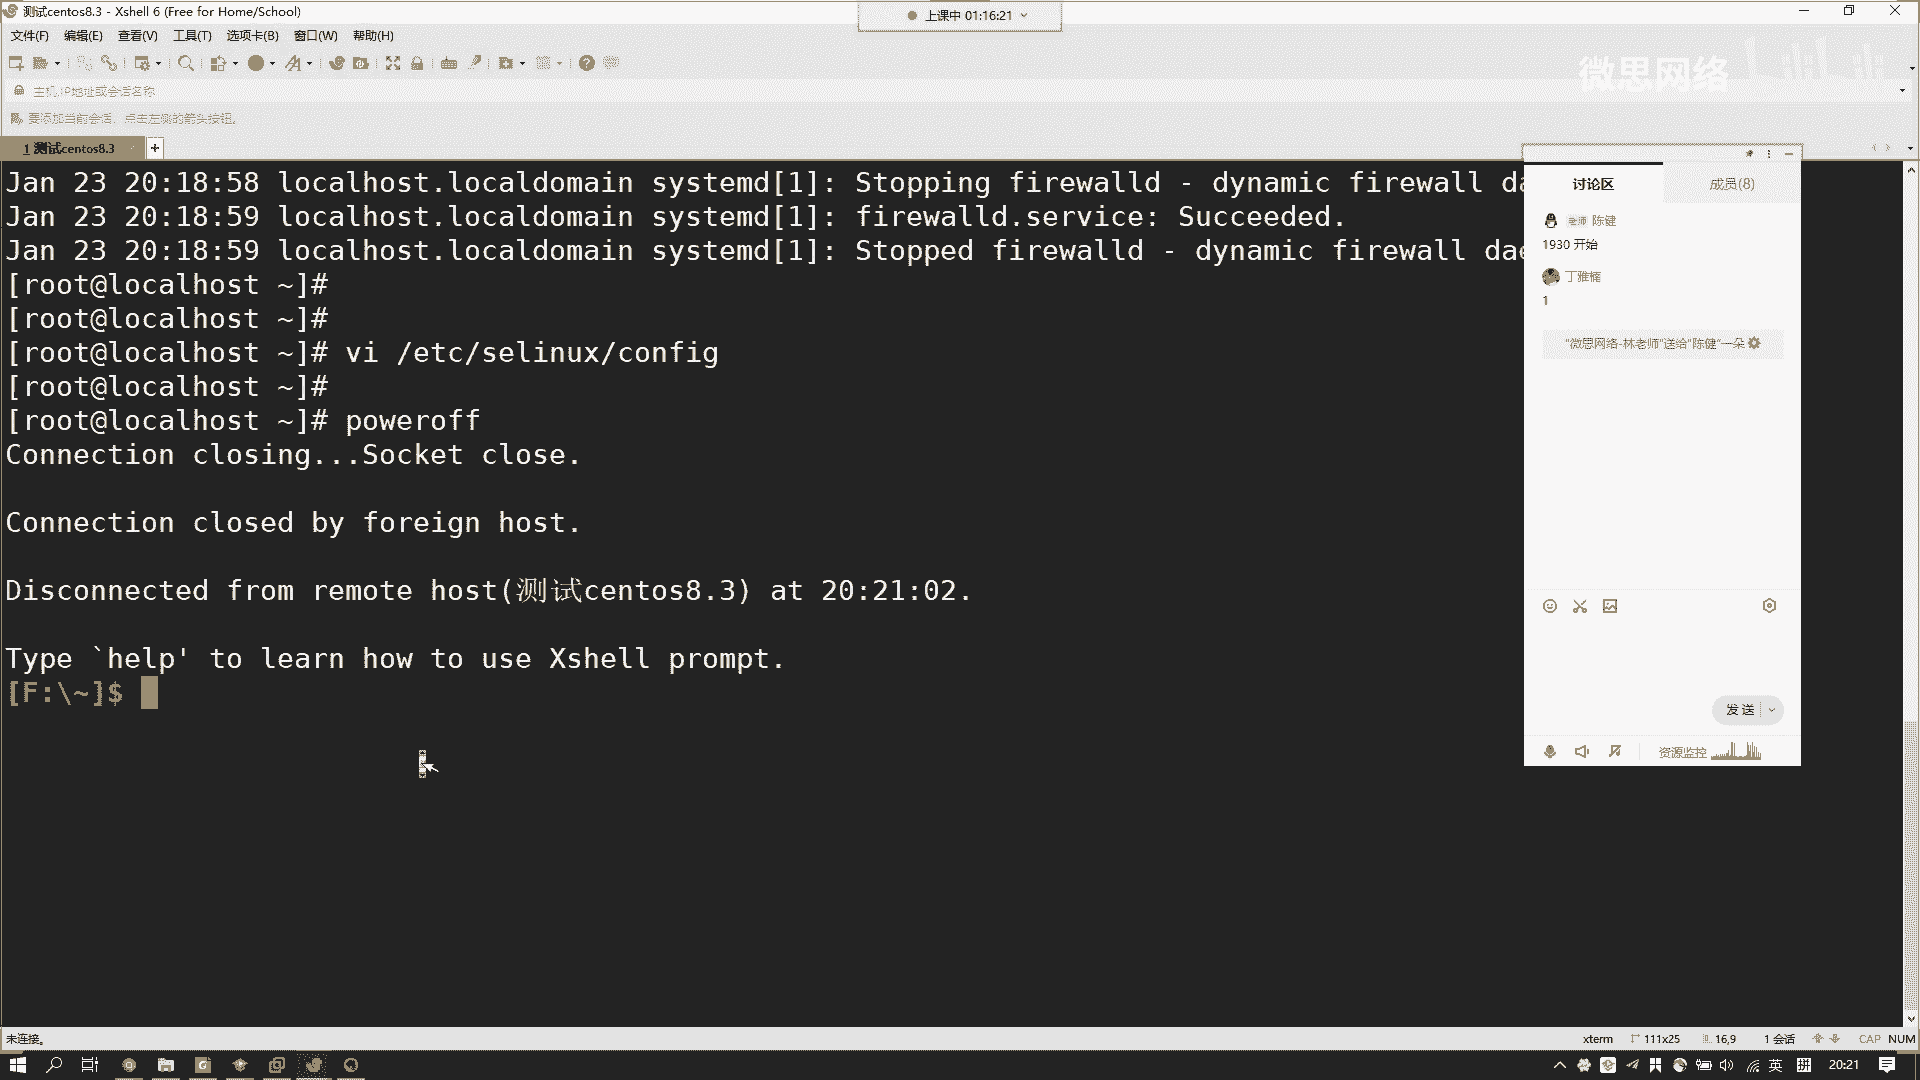 测试centos8.3 - Xshell 6 (Free for Home/School)
上课中 01:16:21
文件(F) 编辑(E) 查看(V) 工具(T) 选项卡(B) 窗口(W) 帮助(H)
微思网络
主机,IP地址或会话名称
要添加当前会话，点击左侧的箭头按钮。
1 测试centos8.3
Jan 23 20:18:58 localhost.localdomain systemd[1]: Stopping firewalld - dynamic firewall da
Jan 23 20:18:59 localhost.localdomain systemd[1]: firewalld.service: Succeeded.
Jan 23 20:18:59 localhost.localdomain systemd[1]: Stopped firewalld - dynamic firewall dae
[root@localhost ~]#
[root@localhost ~]#
[root@localhost ~]# vi /etc/selinux/config
[root@localhost ~]#
[root@localhost ~]# poweroff
Connection closing...Socket close.
Connection closed by foreign host.
Disconnected from remote host(测试centos8.3) at 20:21:02.
Type `help' to learn how to use Xshell prompt.
[F:\~]$
讨论区 成员(8)
老师 陈健
1930 开始
1
"微思网络-林老师"送给"陈健"一朵
发送
资源监控
未连接。
xterm 111x25 16,9 1 会话 CAP NUM
英 拼 20:21